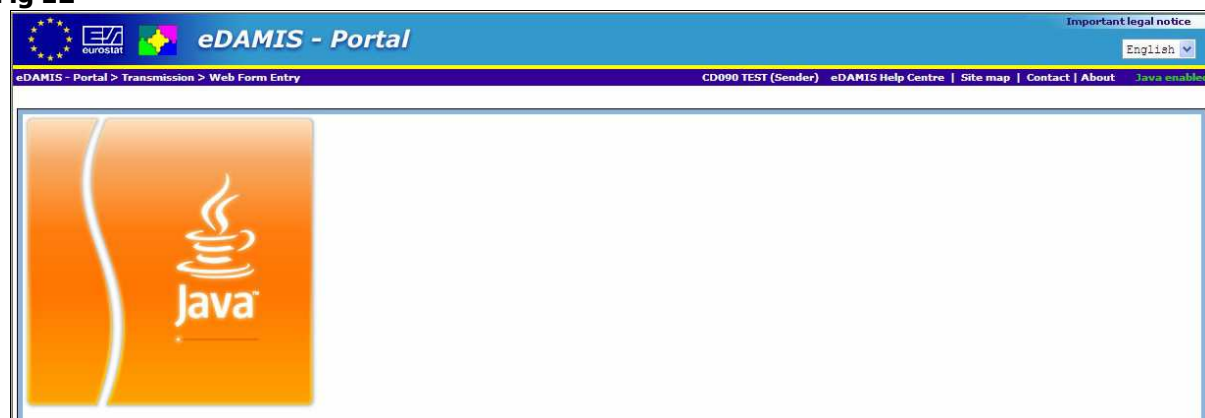 Important legal notice
eurostat
eDAMIS - Portal
English
eDAMIS - Portal > Transmission > Web Form Entry
CD090 TEST (Sender) eDAMIS Help Centre | Site map | Contact | About Java enabled
Java™